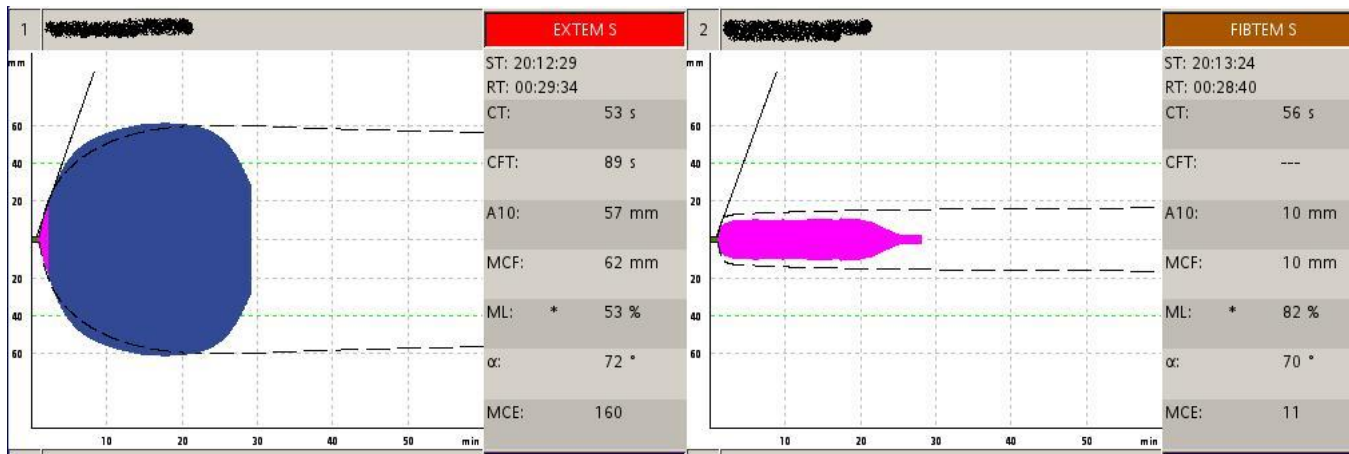 1
EXTEM S
mm
ST: 20:12:29
RT: 00:29:34
CT: 53 s
CFT: 89 s
A10: 57 mm
MCF: 62 mm
ML: * 53 %
α: 72 °
MCE: 160
60
40
20
20
40
60
10 20 30 40 50 min
2
FIBTEM S
mm
ST: 20:13:24
RT: 00:28:40
CT: 56 s
CFT: ---
A10: 10 mm
MCF: 10 mm
ML: * 82 %
α: 70 °
MCE: 11
60
40
20
20
40
60
10 20 30 40 50 min